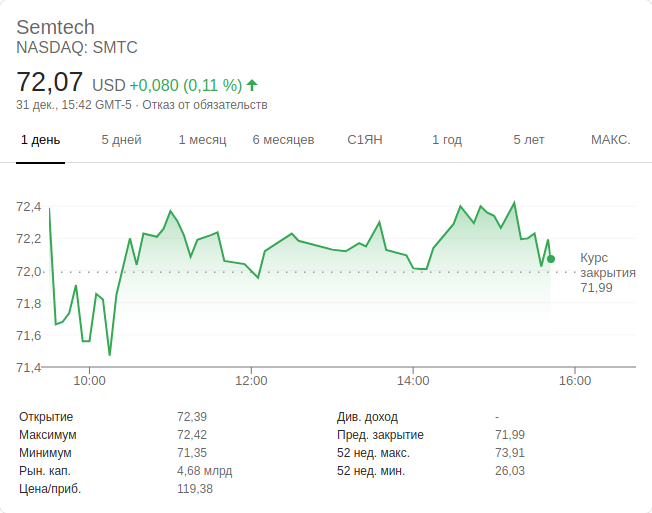 Semtech
NASDAQ: SMTC
72,07 USD +0,080 (0,11 %)
31 дек., 15:42 GMT-5 · Отказ от обязательств
1 день 5 дней 1 месяц 6 месяцев С1ЯН 1 год 5 лет МАКС.
72,4
72,2
72,0
71,8
71,6
71,4
Курс
закрытия
71,99
10:00 12:00 14:00 16:00
Открытие 72,39 Див. доход -
Максимум 72,42 Пред. закрытие 71,99
Минимум 71,35 52 нед. макс. 73,91
Рын. кап. 4,68 млрд 52 нед. мин. 26,03
Цена/приб. 119,38